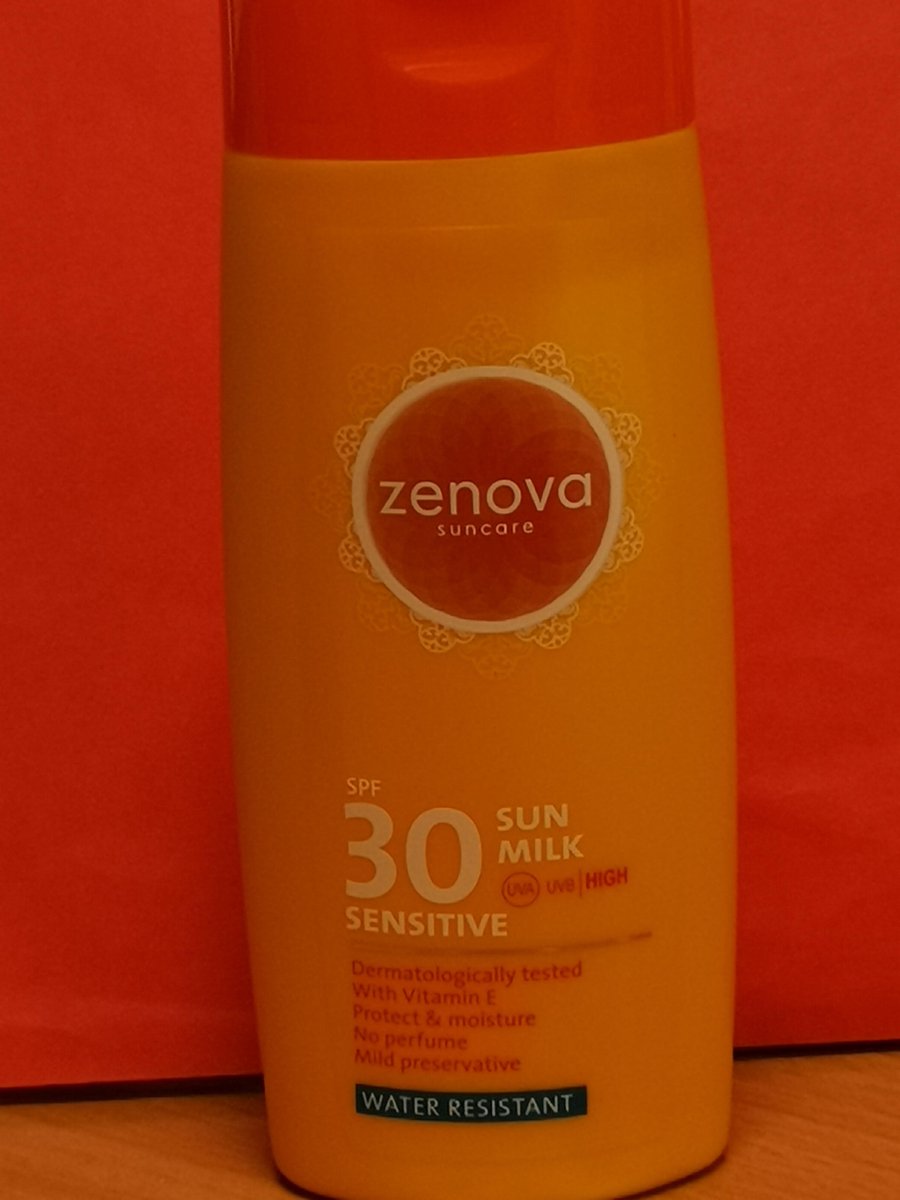 zenova
suncare
SPF
30
SUN
MILK
UVA UVB HIGH
SENSITIVE
Dermatologically tested
With Vitamin E
Protect & moisture
No perfume
Mild preservative
WATER RESISTANT